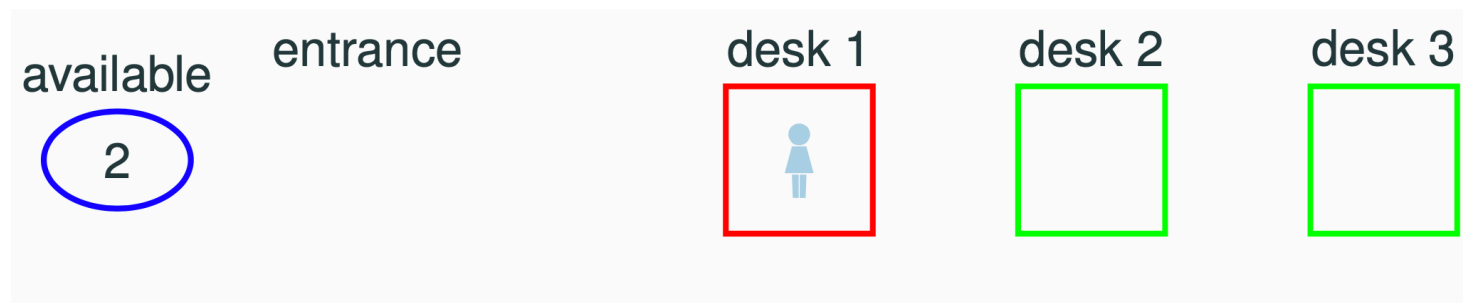 available
2
entrance
desk 1
desk 2
desk 3